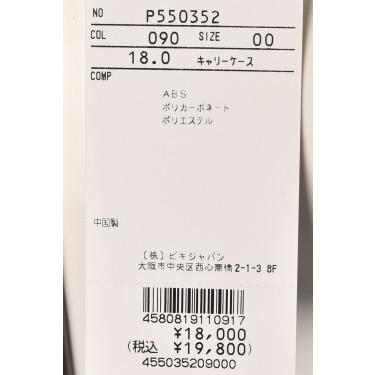 NO P550352
COL 090 SIZE 00
18.0 キャリーケース
COMP
ABS
ポリカーボネート
ポリエステル
中国製
(株)ビキジャパン
大阪市中央区西心斎橋2-1-3 8F
4580819110917
¥18,000
(税込 ¥19,800)
455035209000